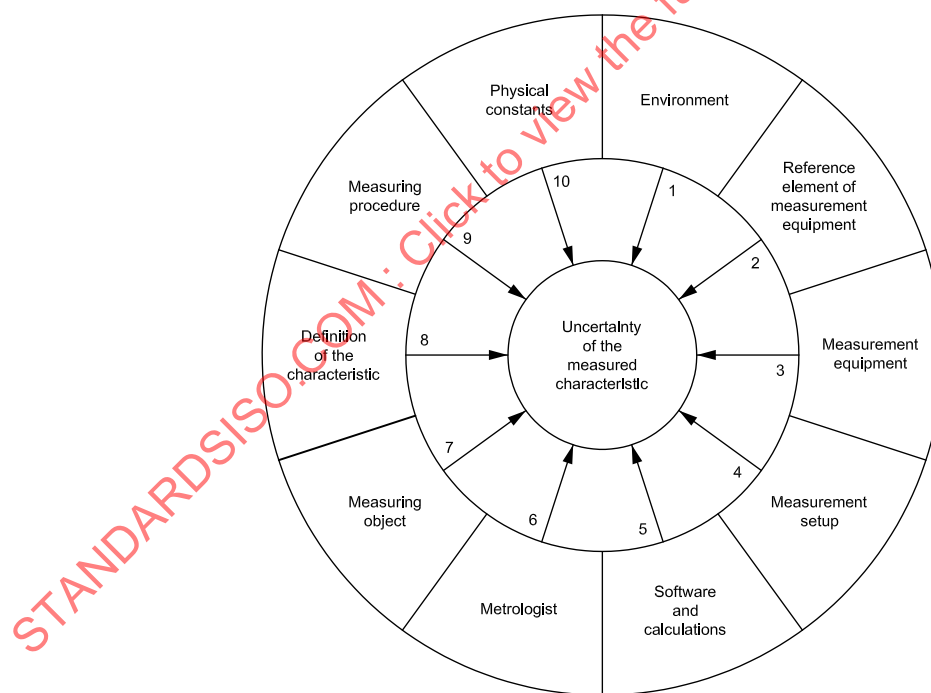 Physical
constants
Environment
Measuring
procedure
Reference
element of
measurement
equipment
10
1
9
2
Definition
of the
characteristic
8
Uncertainty
of the
measured
characteristic
3
Measurement
equipment
7
4
Measuring
object
6
5
Measurement
setup
Metrologist
Software
and
calculations
STANDARDSISO.COM : Click to view the